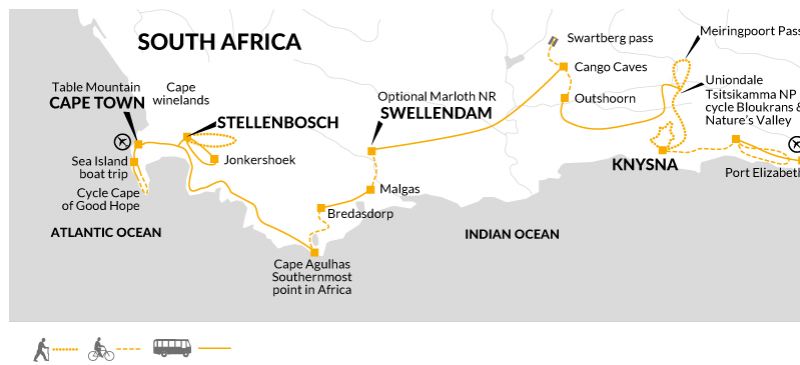 SOUTH AFRICA
Swartberg pass
Meiringpoort Pass
Cango Caves
Table Mountain
CAPE TOWN
Cape
winelands
Optional Marloth NR
SWELLENDAM
Outshoorn
Uniondale
Tsitsikamma NP
cycle Bloukrans &
Nature's Valley
STELLENBOSCH
Jonkershoek
Sea Island
boat trip
KNYSNA
Port Elizabeth
Cycle Cape
of Good Hope
Malgas
Bredasdorp
ATLANTIC OCEAN
INDIAN OCEAN
Cape Agulhas
Southernmost
point in Africa